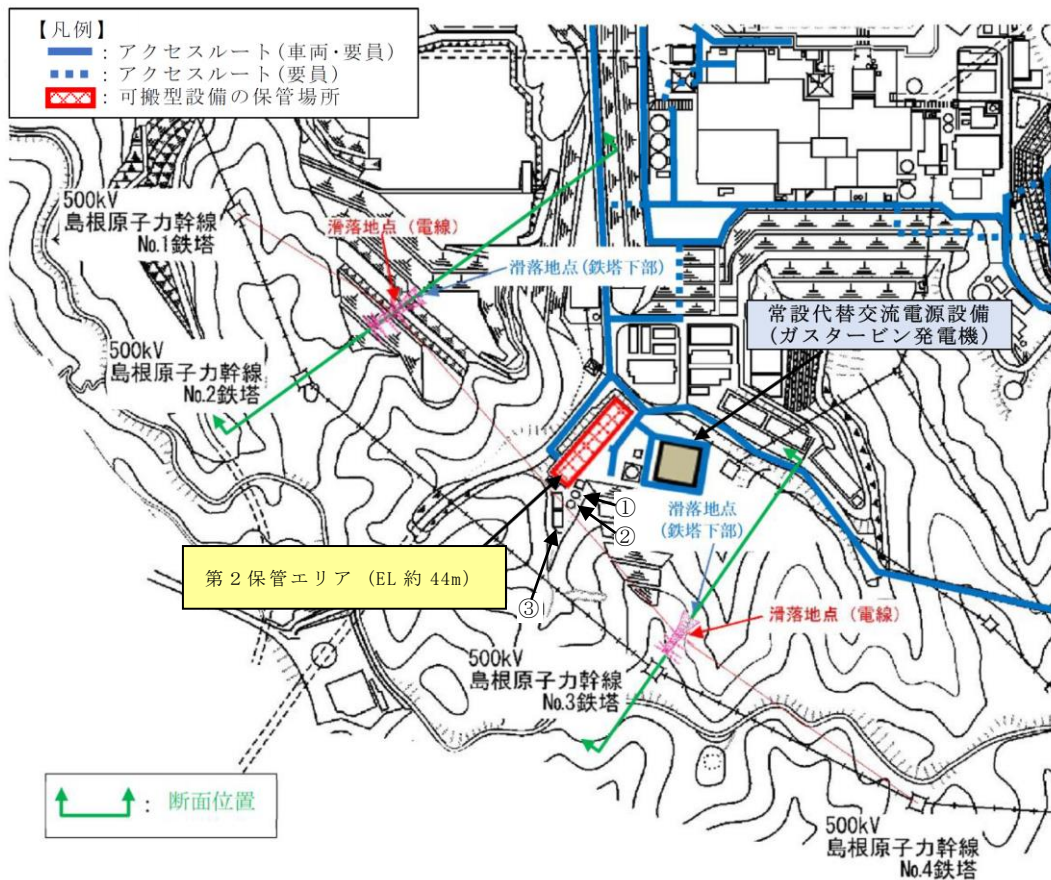 【凡例】
: アクセスルート(車両・要員)
: アクセスルート(要員)
: 可搬型設備の保管場所
500kV
島根原子力幹線
No.1鉄塔
滑落地点 (電線)
滑落地点(鉄塔下部)
常設代替交流電源設備
(ガスタービン発電機)
500kV
島根原子力幹線
No.2鉄塔
①
②
滑落地点
(鉄塔下部)
第2保管エリア (EL 約 44m)
③
滑落地点 (電線)
500kV
島根原子力幹線
No.3鉄塔
: 断面位置
500kV
島根原子力幹線
No.4鉄塔